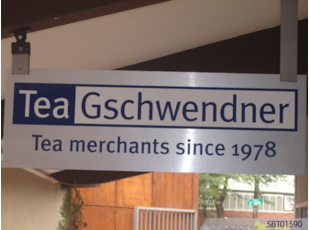 Tea Gschwendner
Tea merchants since 1978
SBT01590